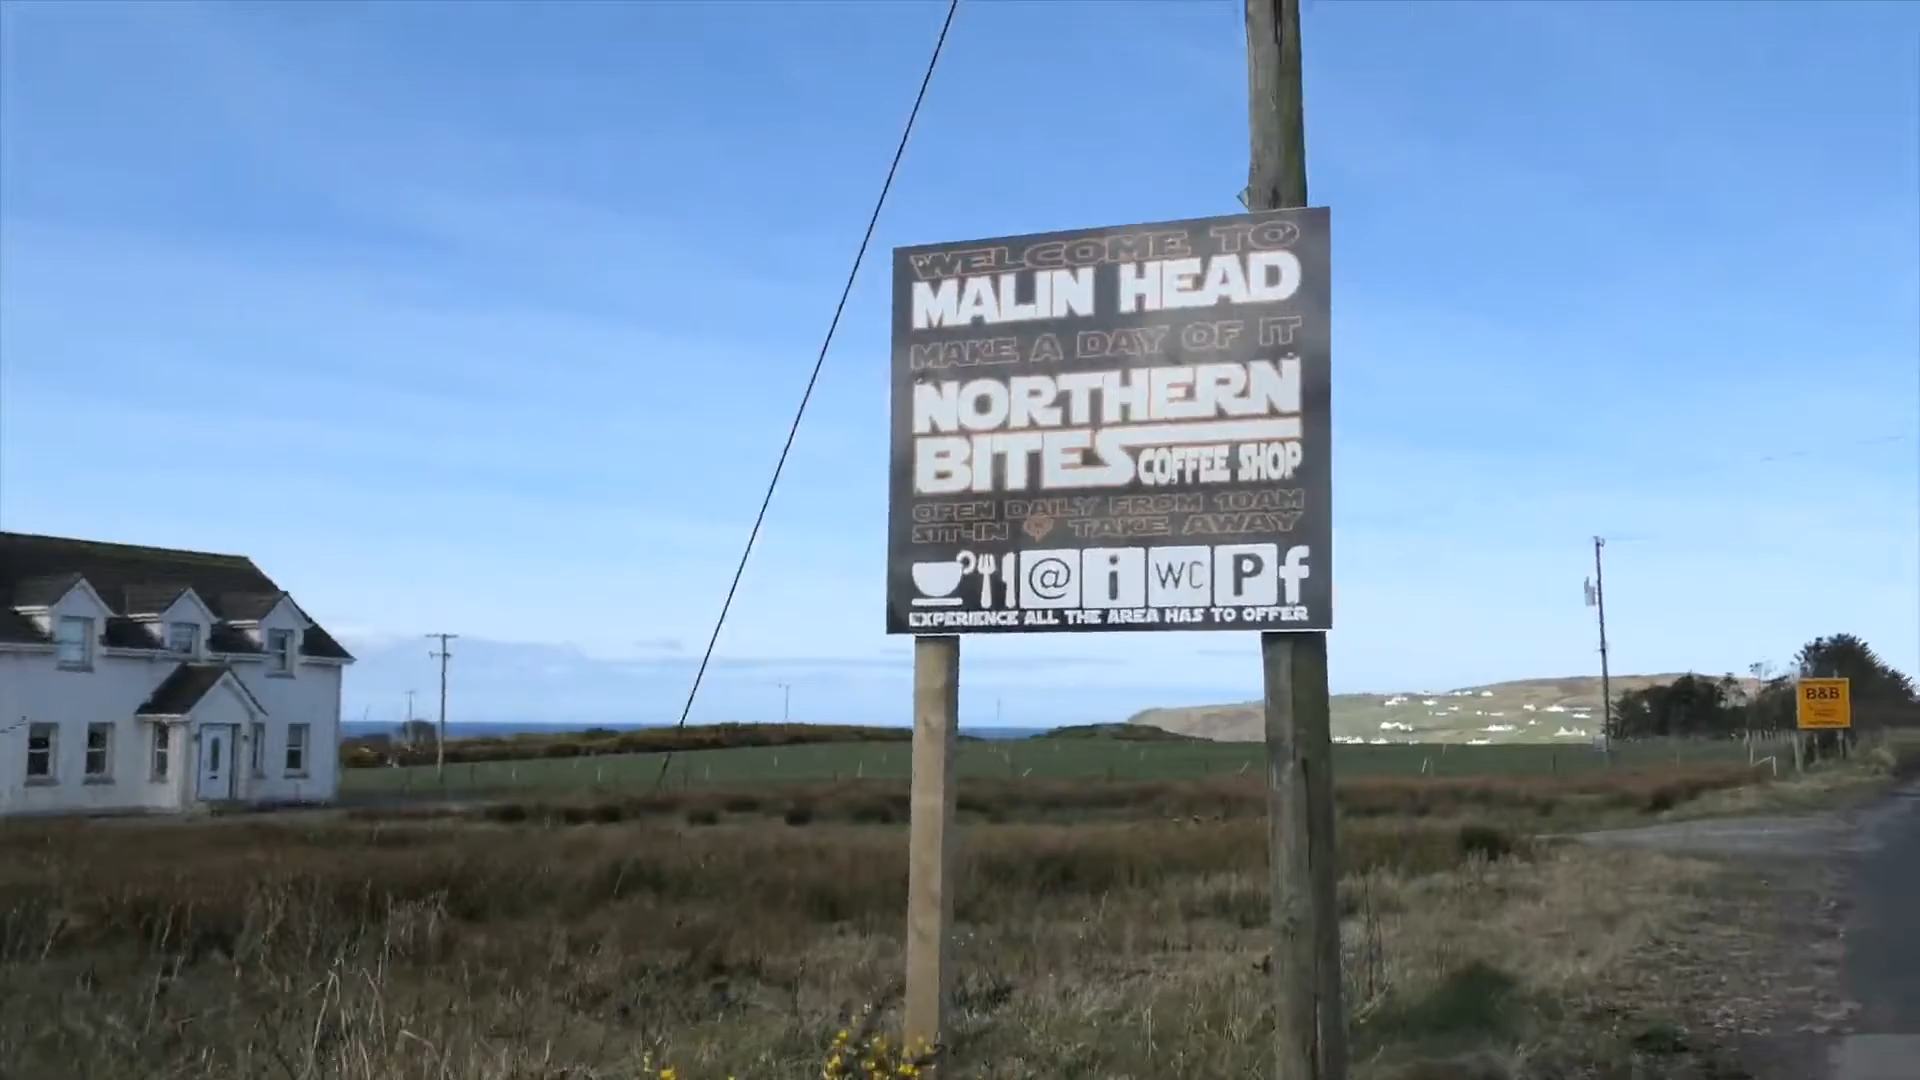 WELCOME TO
MALIN HEAD
MAKE A DAY OF IT
NORTHERN
BITES COFFEE SHOP
OPEN DAILY FROM 10AM
SIT-IN TAKE AWAY
@ i WC P f
EXPERIENCE ALL THE AREA HAS TO OFFER
B&B